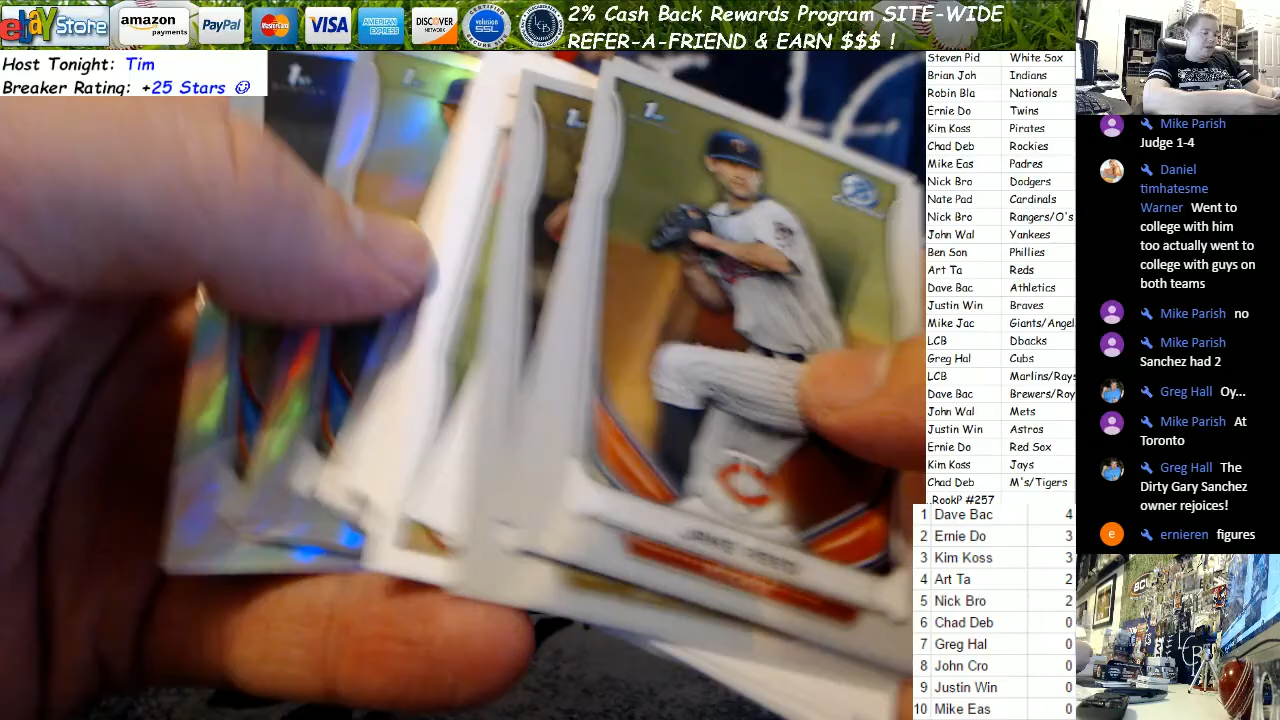 ebay Store
amazon payments
PayPal
MasterCard
VISA
AMERICAN EXPRESS
DISCOVER NETWORK
volusion SSL
LCB
2% Cash Back Rewards Program SITE-WIDE
REFER-A-FRIEND & EARN $$$ !
Host Tonight: Tim
Breaker Rating: +25 Stars
Steven Pid White Sox
Brian Joh Indians
Robin Bla Nationals
Ernie Do Twins
Kim Koss Pirates
Chad Deb Rockies
Mike Eas Padres
Nick Bro Dodgers
Nate Pad Cardinals
Nick Bro Rangers/O's
John Wal Yankees
Ben Son Phillies
Art Ta Reds
Dave Bac Athletics
Justin Win Braves
Mike Jac Giants/Angel
LCB Dbacks
Greg Hal Cubs
LCB Marlins/Rays
Dave Bac Brewers/Roy
John Wal Mets
Justin Win Astros
Ernie Do Red Sox
Kim Koss Jays
Chad Deb M's/Tigers
RookP #257
1 Dave Bac 4
2 Ernie Do 3
3 Kim Koss 3
4 Art Ta 2
5 Nick Bro 2
6 Chad Deb 0
7 Greg Hal 0
8 John Cro 0
9 Justin Win 0
10 Mike Eas 0
Mike Parish
Judge 1-4
Daniel
timhatesme
Warner Went to
college with him
too actually went to
college with guys on
both teams
Mike Parish no
Mike Parish
Sanchez had 2
Greg Hall Oy...
Mike Parish At
Toronto
Greg Hall The
Dirty Gary Sanchez
owner rejoices!
ernieren figures
1st
C